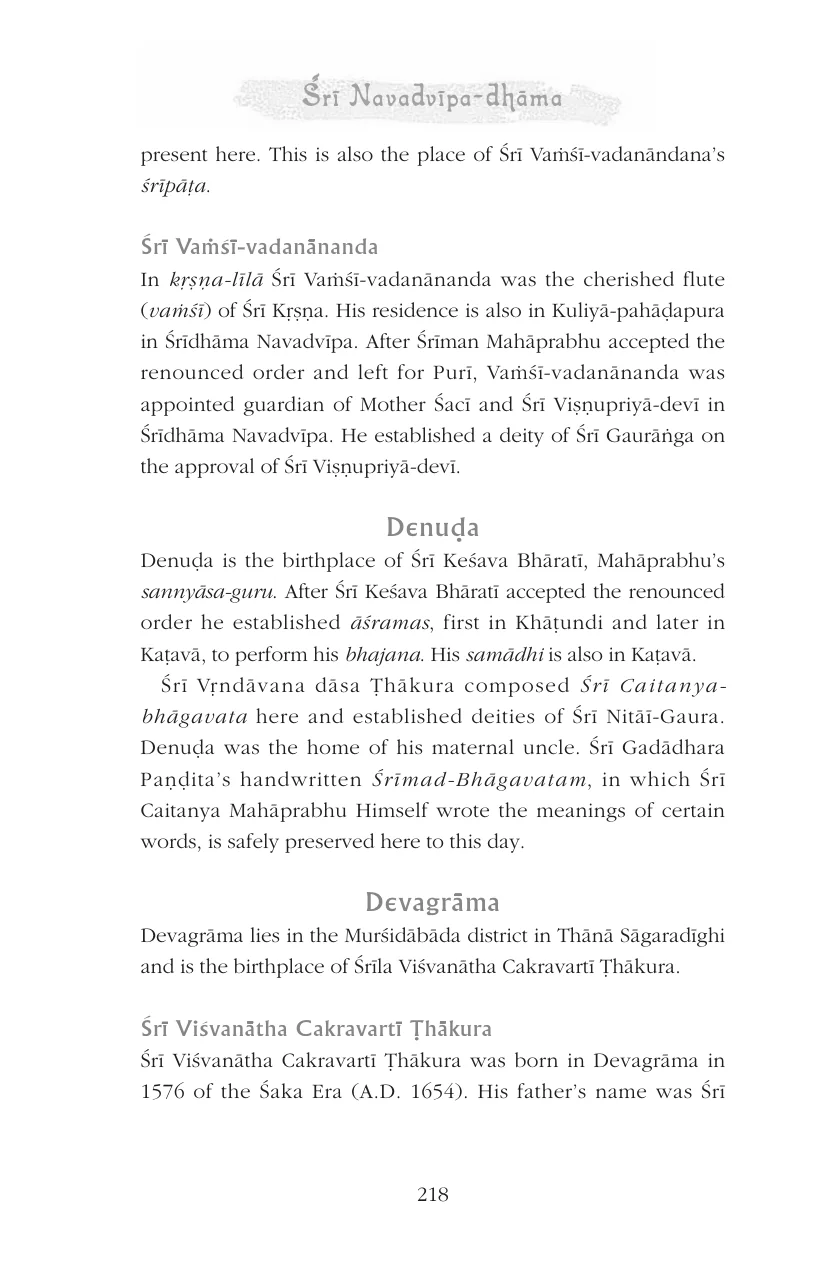 Śrī Navadvīpa-dhāma
present here. This is also the place of Śrī Vaṁśī-vadanāndana’s
śrīpāṭa.
Śrī Vaṁśī-vadanānanda
In kṛṣṇa-līlā Śrī Vaṁśī-vadanānanda was the cherished flute
(vaṁśī) of Śrī Kṛṣṇa. His residence is also in Kuliyā-pahāḍapura
in Śrīdhāma Navadvīpa. After Śrīman Mahāprabhu accepted the
renounced order and left for Purī, Vaṁśī-vadanānanda was
appointed guardian of Mother Śacī and Śrī Viṣṇupriyā-devī in
Śrīdhāma Navadvīpa. He established a deity of Śrī Gaurāṅga on
the approval of Śrī Viṣṇupriyā-devī.
Denuḍa
Denuḍa is the birthplace of Śrī Keśava Bhāratī, Mahāprabhu’s
sannyāsa-guru. After Śrī Keśava Bhāratī accepted the renounced
order he established āśramas, first in Khāṭundi and later in
Kaṭavā, to perform his bhajana. His samādhi is also in Kaṭavā.
Śrī Vṛndāvana dāsa Ṭhākura composed Śrī Caitanya-
bhāgavata here and established deities of Śrī Nitāī-Gaura.
Denuḍa was the home of his maternal uncle. Śrī Gadādhara
Paṇḍita’s handwritten Śrīmad-Bhāgavatam, in which Śrī
Caitanya Mahāprabhu Himself wrote the meanings of certain
words, is safely preserved here to this day.
Devagrāma
Devagrāma lies in the Murśidābāda district in Thānā Sāgaradīghi
and is the birthplace of Śrīla Viśvanātha Cakravartī Ṭhākura.
Śrī Viśvanātha Cakravartī Ṭhākura
Śrī Viśvanātha Cakravartī Ṭhākura was born in Devagrāma in
1576 of the Śaka Era (A.D. 1654). His father’s name was Śrī
218